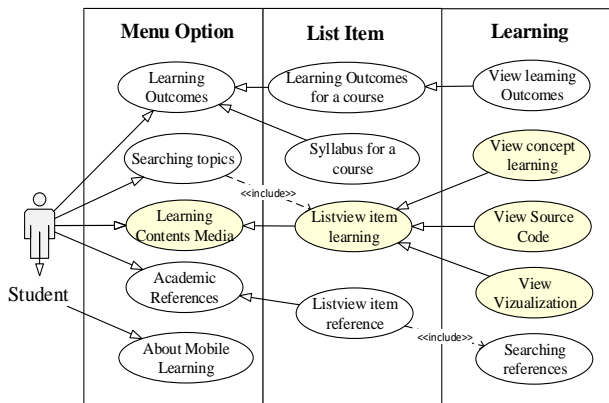 Menu Option
List Item
Learning
Learning
Outcomes
Learning Outcomes
for a course
View learning
Outcomes
Searching topics
Syllabus for a
course
View concept
learning
<<include>>
Learning
Contents Media
Listview item
learning
View Source
Code
Student
Academic
References
Listview item
reference
View
Vizualization
<<include>>
About Mobile
Learning
Searching
references